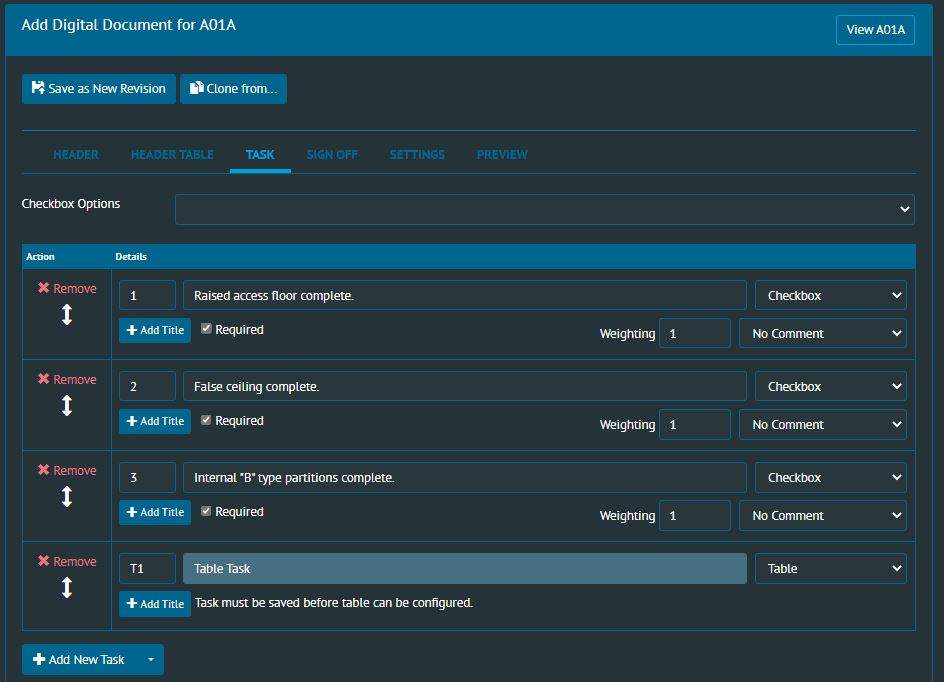 Add Digital Document for A01A
View A01A
Save as New Revision
Clone from...
HEADER
HEADER TABLE
TASK
SIGN OFF
SETTINGS
PREVIEW
Checkbox Options
Action
Details
Remove
1
Raised access floor complete.
Checkbox
Add Title
Required
Weighting
1
No Comment
Remove
2
False ceiling complete.
Checkbox
Add Title
Required
Weighting
1
No Comment
Remove
3
Internal "B" type partitions complete.
Checkbox
Add Title
Required
Weighting
1
No Comment
Remove
T1
Table Task
Table
Add Title
Task must be saved before table can be configured.
Add New Task